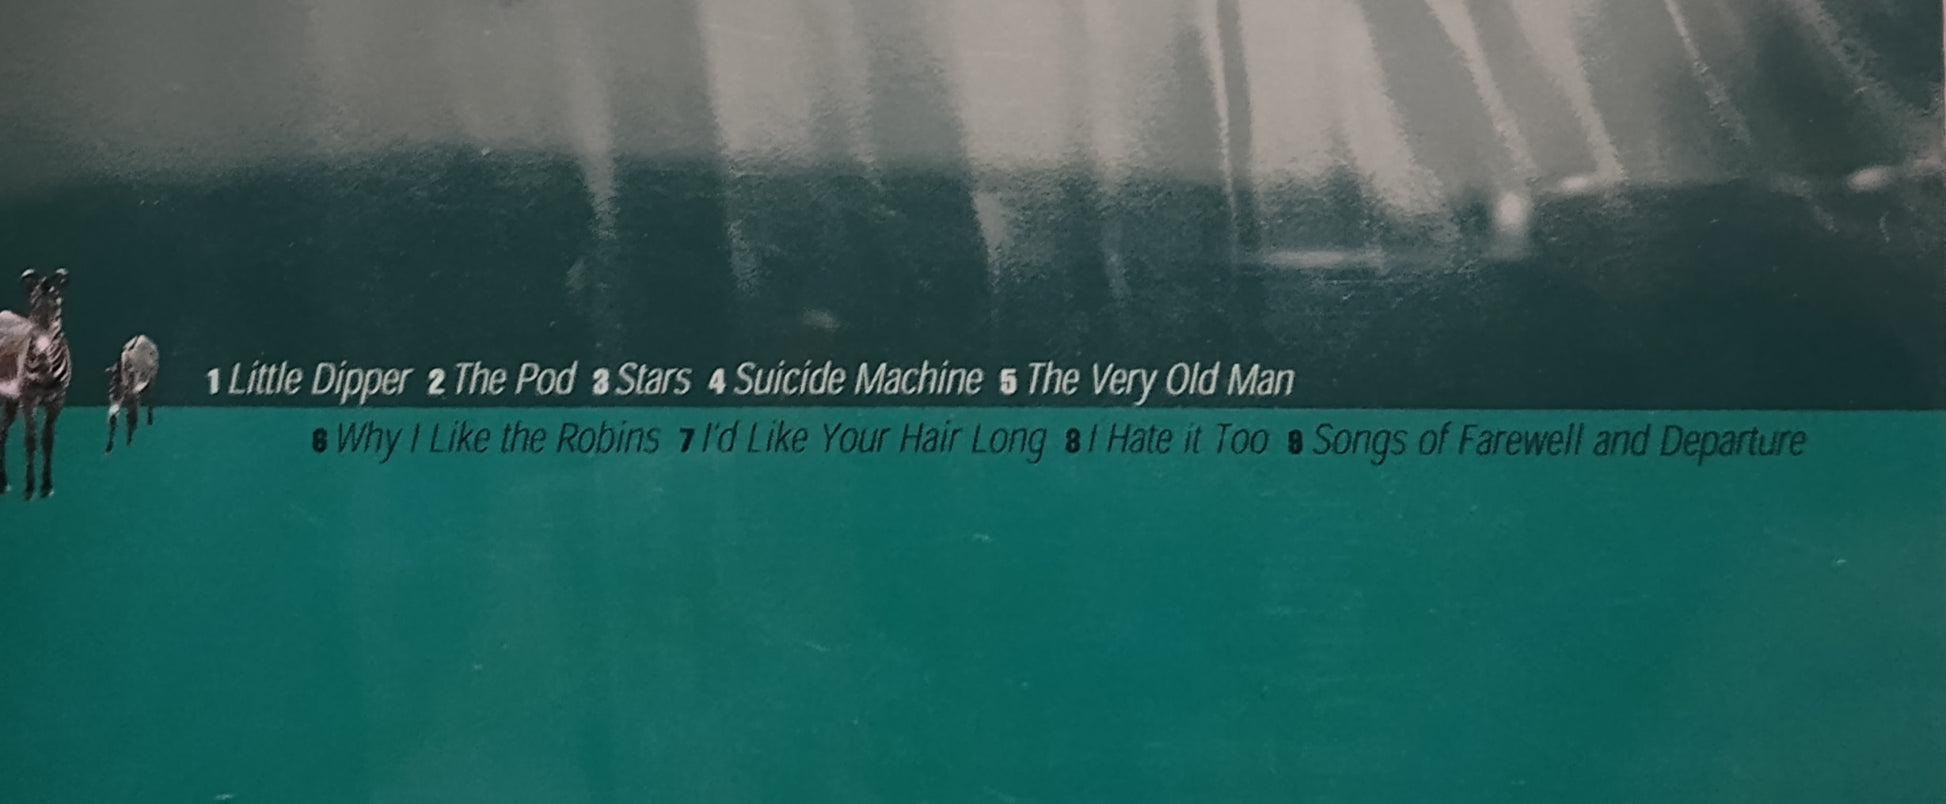 1 Little Dipper 2 The Pod 3 Stars 4 Suicide Machine 5 The Very Old Man
6 Why I Like the Robins 7 I'd Like Your Hair Long 8 I Hate it Too 9 Songs of Farewell and Departure